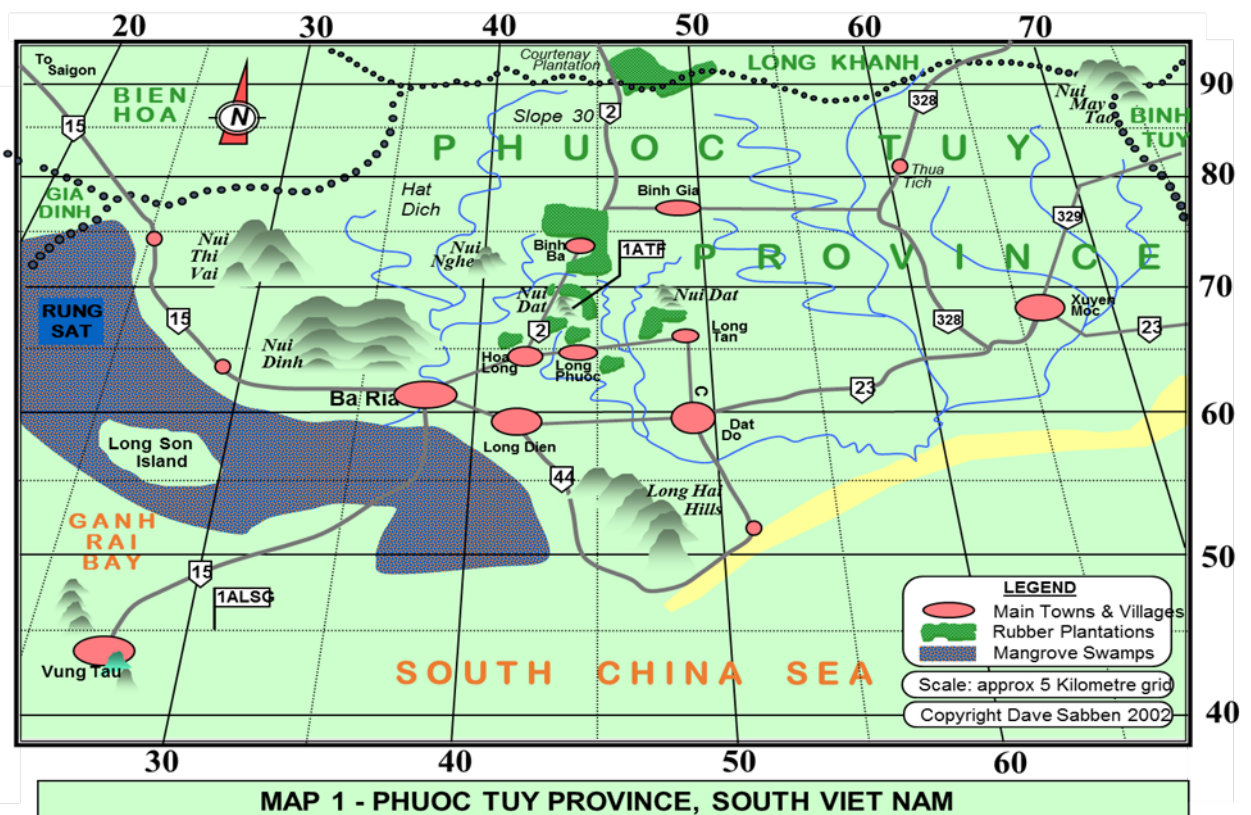 20 30 40 50 60 70
To
Saigon
Courtenay
Plantation
LONG KHANH
90
BIEN
HOA
N
2
328
Nui
May
Tao
BINH
TUY
15
Slope 30
PHUOC TUY
GIA
DINH
Hat
Dich
Binh Gia
Thua
Tich
80
329
Nui
Thi
Vai
Nui
Nghe
Binh
Ba
1ATF
PROVINCE
70
RUNG
SAT
15
Nui
Dat
Nui Dat
Xuyen
Moc
2
Long
Tan
328
23
Nui
Dinh
Hoa
Long
Long
Phuoc
Ba Ria
C
23
60
Long Dien
Dat
Do
Long Son
Island
44
Long Hai
Hills
GANH
RAI
BAY
50
15
1ALSG
LEGEND
Main Towns & Villages
Rubber Plantations
Mangrove Swamps
Vung Tau
SOUTH CHINA SEA
Scale: approx 5 Kilometre grid
Copyright Dave Sabben 2002
40
30 40 50 60
MAP 1 - PHUOC TUY PROVINCE, SOUTH VIET NAM